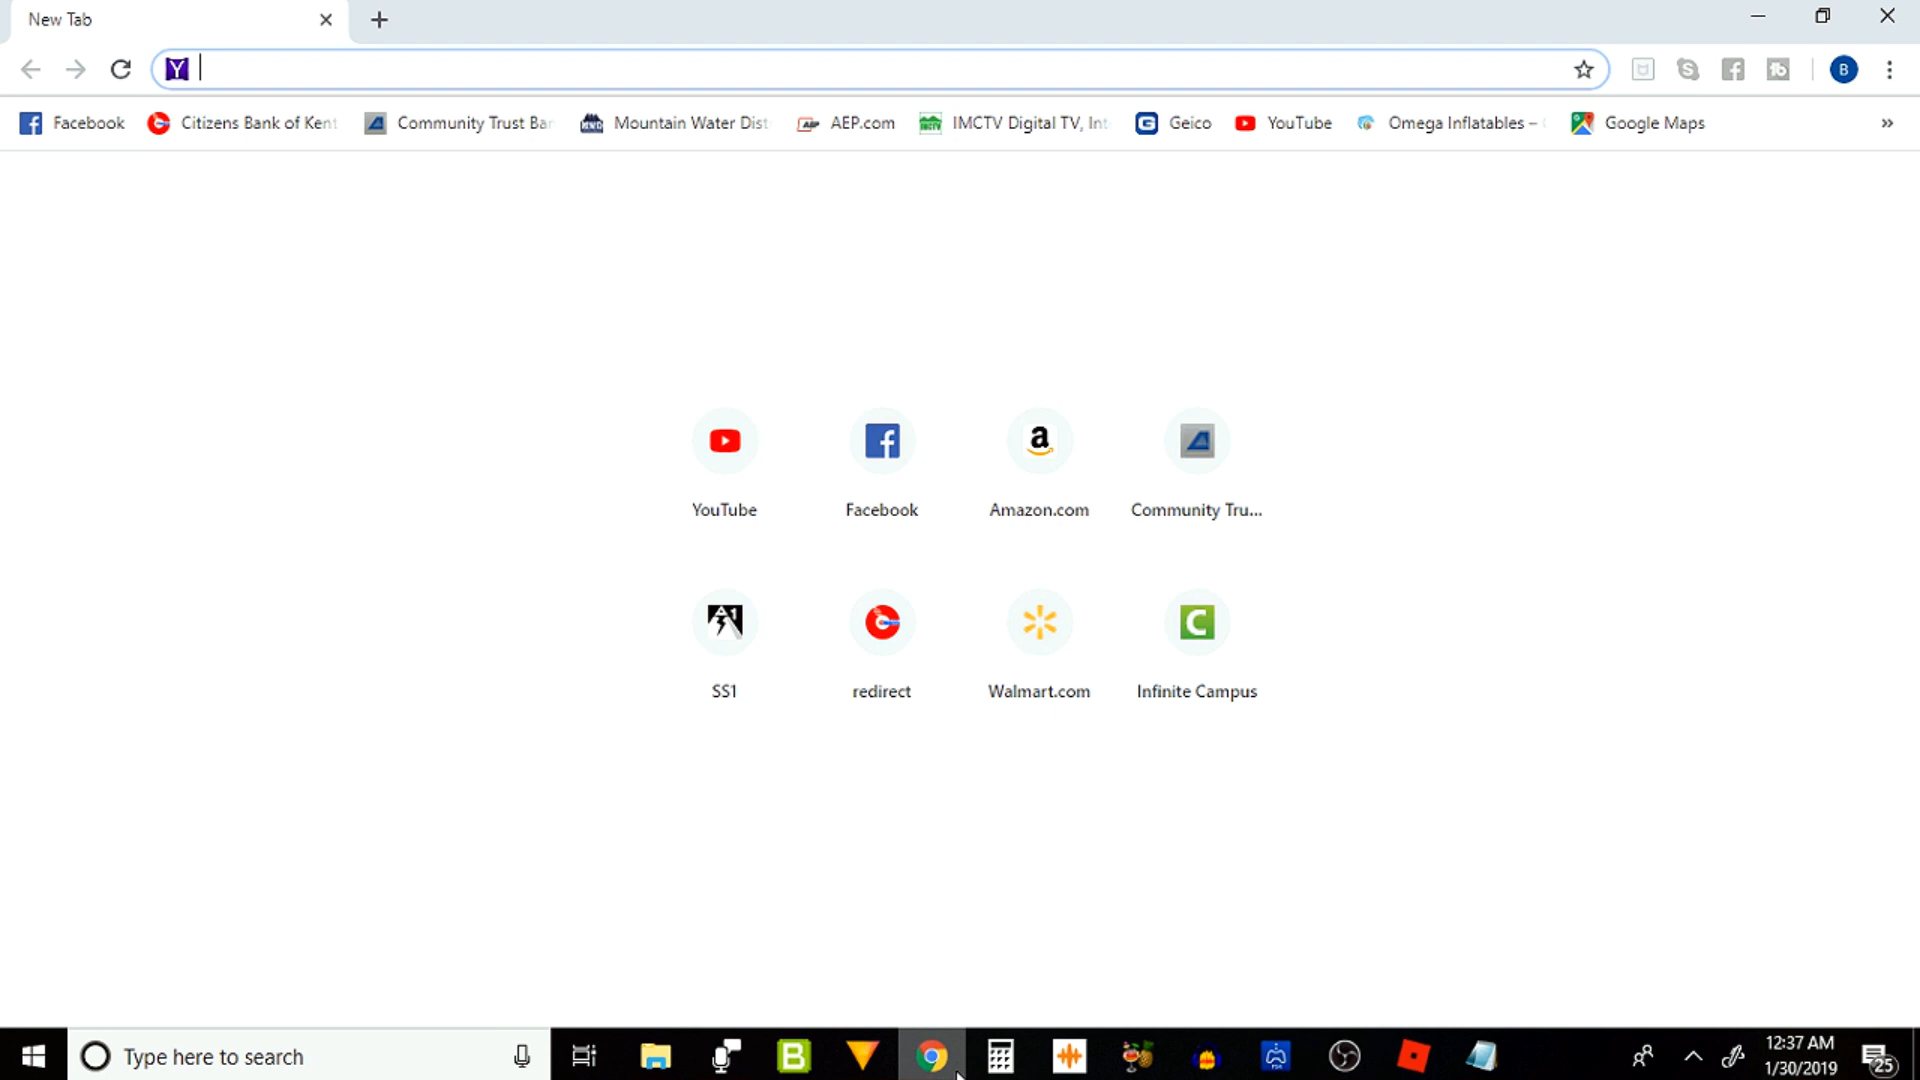 New Tab
Facebook Citizens Bank of Kent Community Trust Ban Mountain Water Dist AEP.com IMCTV Digital TV, Int Geico YouTube Omega Inflatables – Google Maps »
YouTube Facebook Amazon.com Community Tru...
SS1 redirect Walmart.com Infinite Campus
Type here to search
12:37 AM
1/30/2019
25